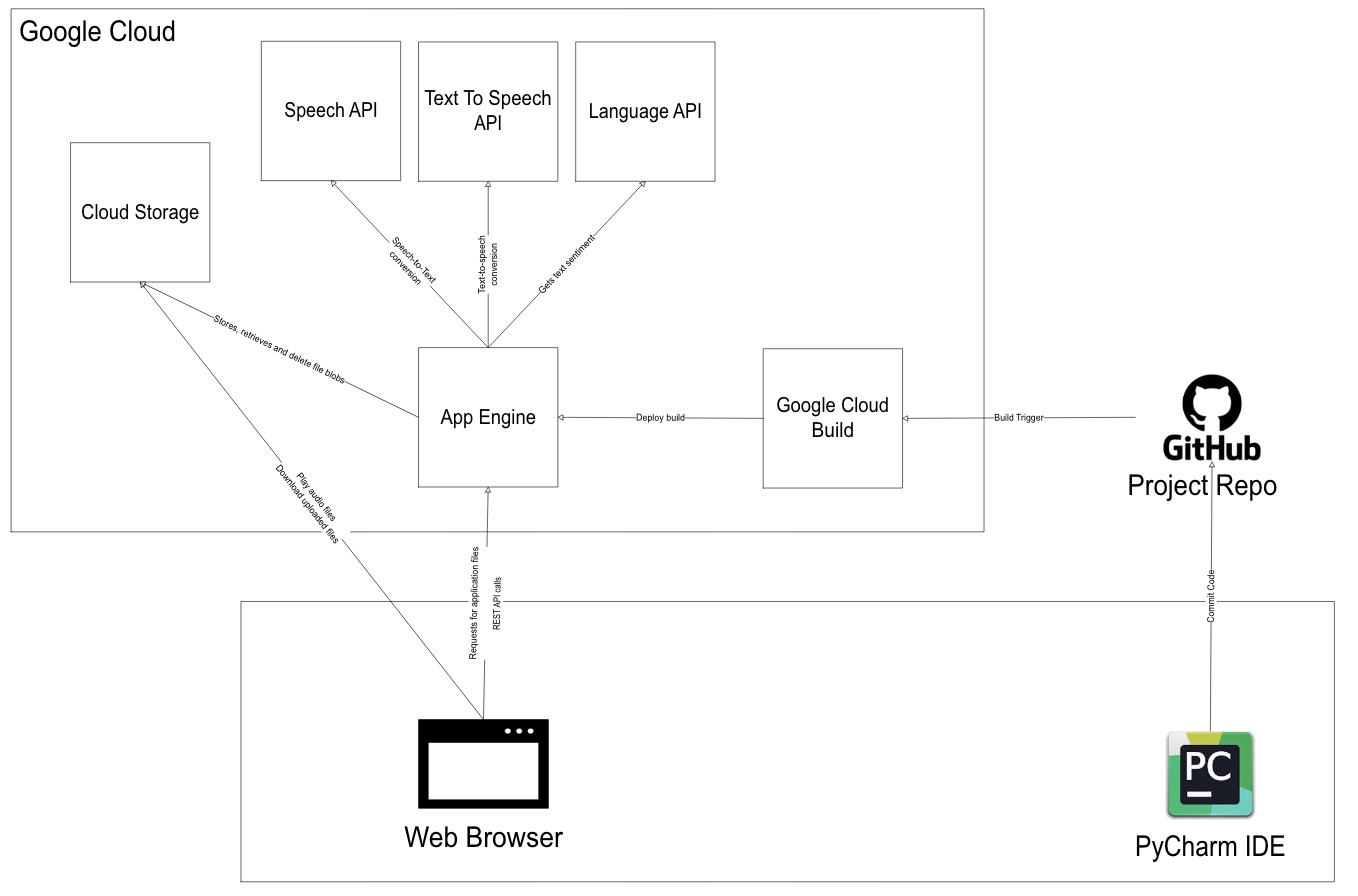 Google Cloud
Speech API
Text To Speech
API
Language API
Cloud Storage
Speech-to-Text
conversion
Text-to-speech
conversion
Gets text sentiment
Stores, retrieves and delete file blobs
App Engine
Deploy build
Google Cloud
Build
Build Trigger
GitHub
Project Repo
Play audio files
Download uploaded files
Requests for application files
REST API calls
Commit Code
Web Browser
PC
PyCharm IDE